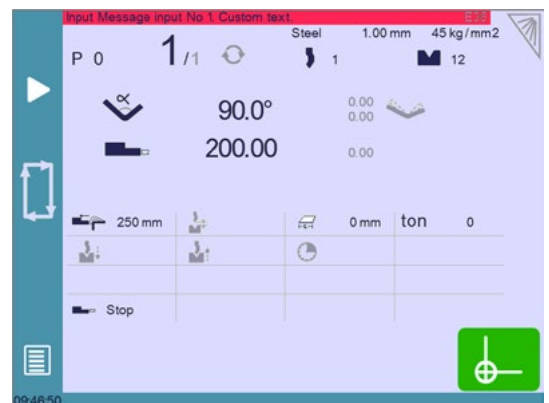 Input Message input No 1. Custom text.
Steel 1.00 mm 45 kg/mm2
P 0 1/1 1 12
90.0° 0.00
0.00
200.00 0.00
250 mm 0 mm ton 0
Stop
09:46:50